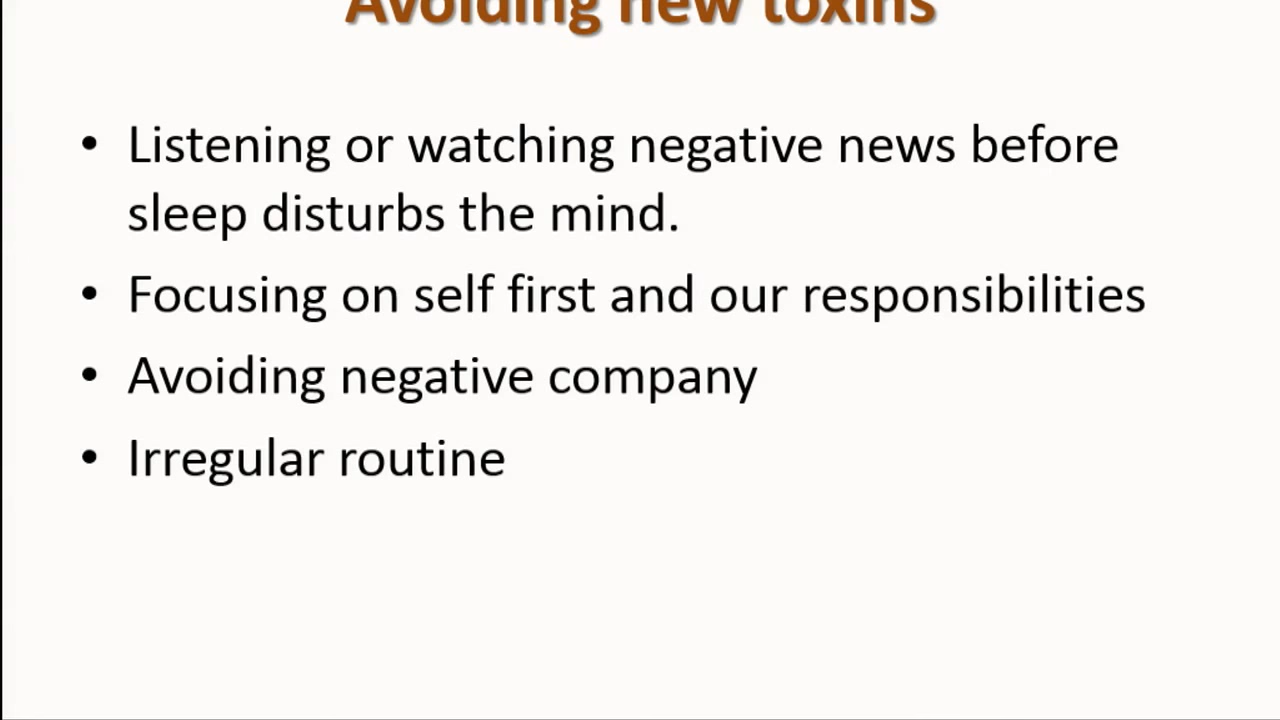 Avoiding new toxins
• Listening or watching negative news before
sleep disturbs the mind.
• Focusing on self first and our responsibilities
• Avoiding negative company
• Irregular routine